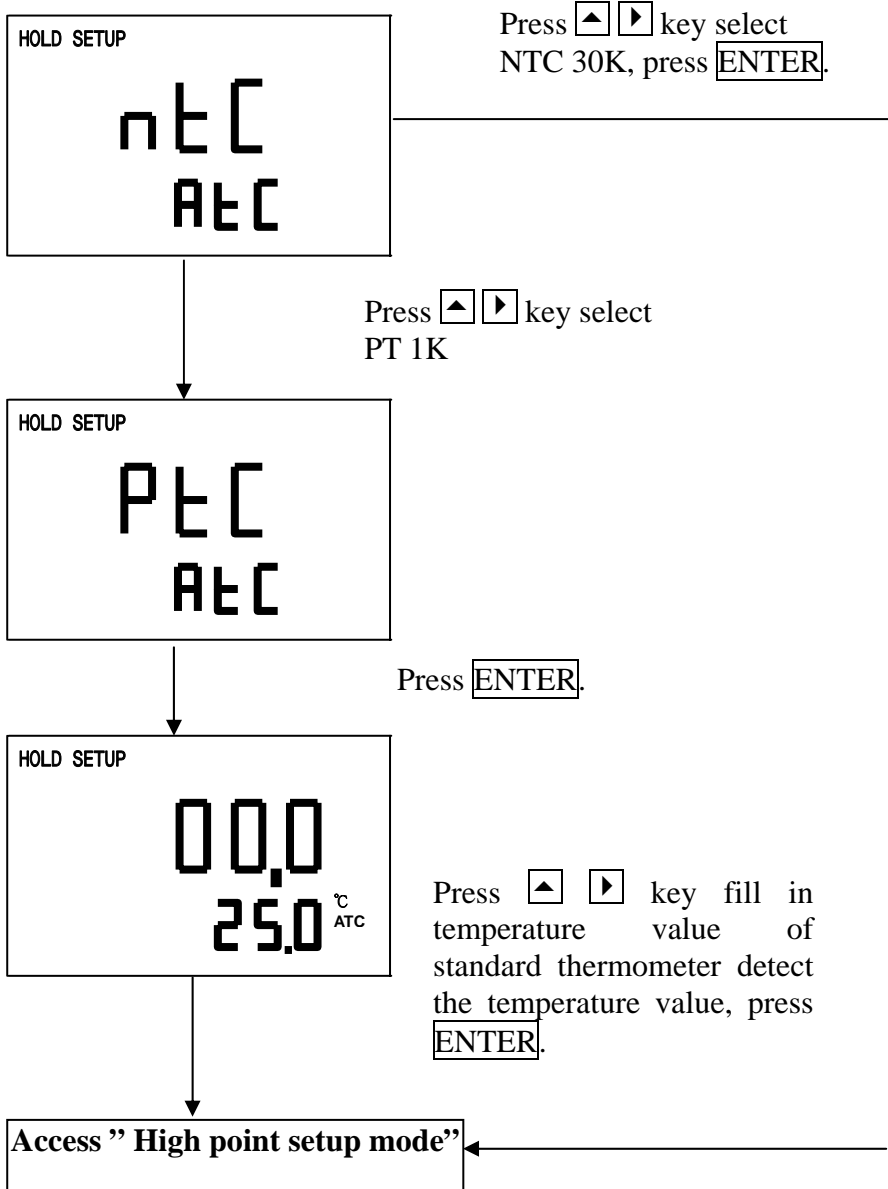 HOLD SETUP
ntC
AtC
Press ▲ ▶ key select
NTC 30K, press ENTER.
Press ▲ ▶ key select
PT 1K
HOLD SETUP
PtC
AtC
Press ENTER.
HOLD SETUP
00.0
25.0 ℃
ATC
Press ▲ ▶ key fill in
temperature value of
standard thermometer detect
the temperature value, press
ENTER.
Access ” High point setup mode”